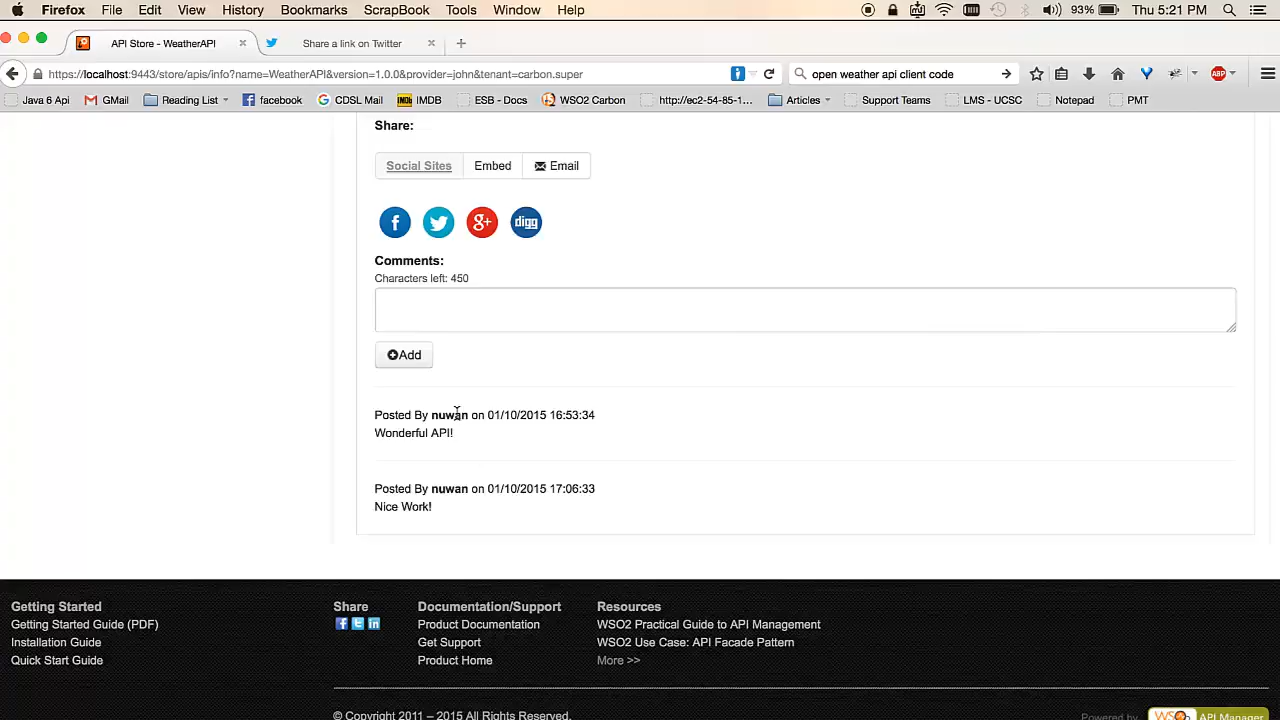 Firefox File Edit View History Bookmarks ScrapBook Tools Window Help 93% Thu 5:21 PM
API Store - WeatherAPI Share a link on Twitter
https://localhost:9443/store/apis/info?name=WeatherAPI&version=1.0.0&provider=john&tenant=carbon.super open weather api client code ABP
Java 6 Api GMail Reading List facebook CDSL Mail IMDb IMDB ESB - Docs WSO2 Carbon http://ec2-54-85-1... Articles Support Teams LMS - UCSC Notepad PMT
Share:
Social Sites Embed Email
f g+ digg
Comments:
Characters left: 450
Add
Posted By nuwan on 01/10/2015 16:53:34
Wonderful API!
Posted By nuwan on 01/10/2015 17:06:33
Nice Work!
Getting Started Share Documentation/Support Resources
Getting Started Guide (PDF) Product Documentation WSO2 Practical Guide to API Management
Installation Guide Get Support WSO2 Use Case: API Facade Pattern
Quick Start Guide Product Home More >>
© Copyright 2011 – 2015 All Rights Reserved. Powered by WSO2 API Manager